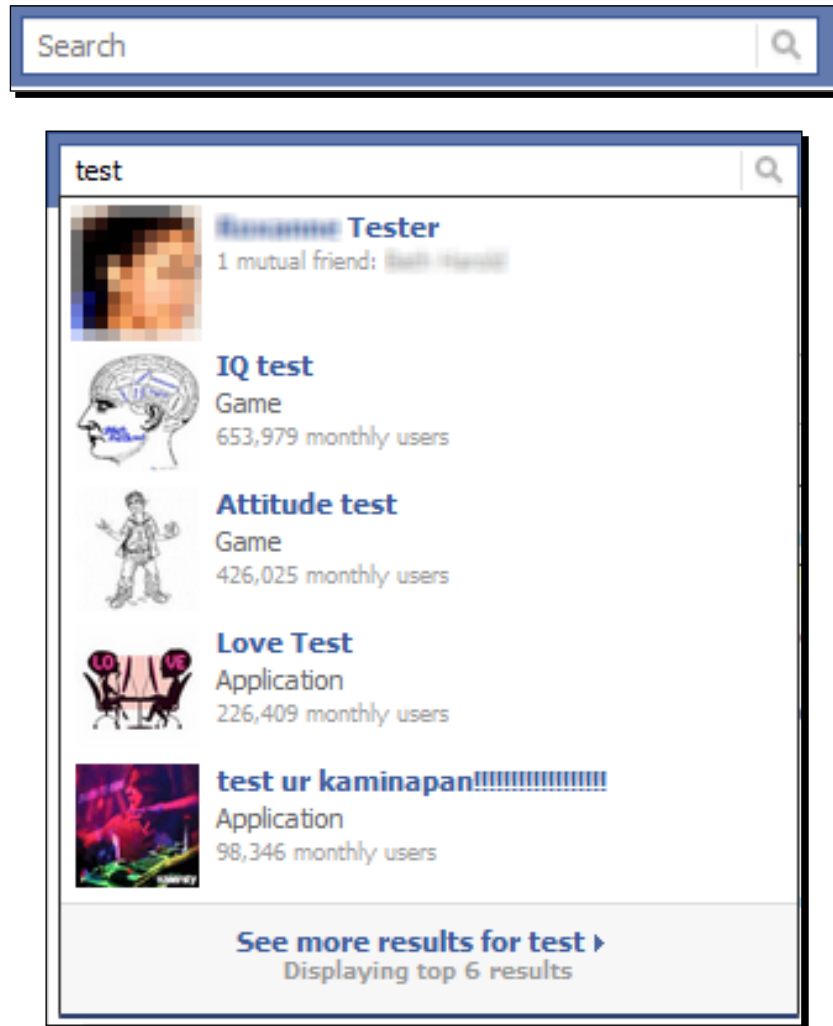 Search
test
Tester
1 mutual friend:
IQ test
Game
653,979 monthly users
Attitude test
Game
426,025 monthly users
Love Test
LO VE
Application
226,409 monthly users
test ur kaminapan!!!!!!!!!!!!!!!!!!!
Application
98,346 monthly users
See more results for test
Displaying top 6 results